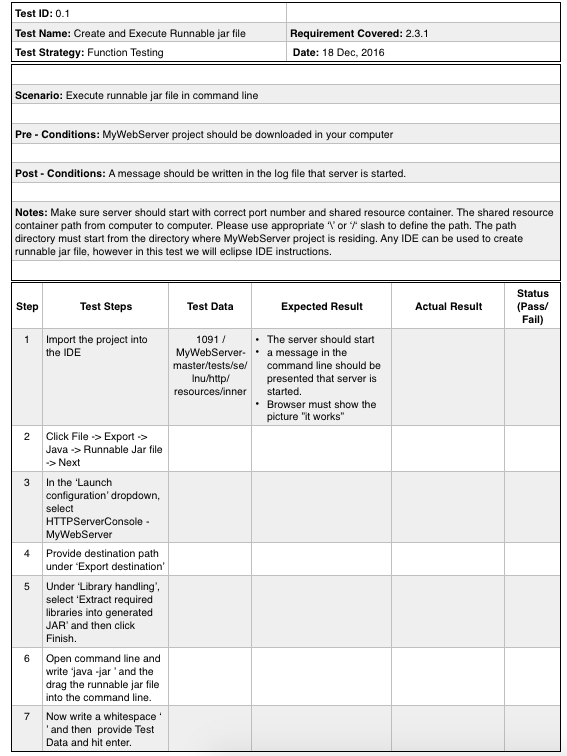 Test ID: 0.1
Test Name: Create and Execute Runnable jar file
Requirement Covered: 2.3.1
Test Strategy: Function Testing
Date: 18 Dec, 2016
Scenario: Execute runnable jar file in command line
Pre - Conditions: MyWebServer project should be downloaded in your computer
Post - Conditions: A message should be written in the log file that server is started.
Notes: Make sure server should start with correct port number and shared resource container. The shared resource
container path from computer to computer. Please use appropriate ‘\’ or ‘/’ slash to define the path. The path
directory must start from the directory where MyWebServer project is residing. Any IDE can be used to create
runnable jar file, however in this test we will eclipse IDE instructions.
Step
Test Steps
Test Data
Expected Result
Actual Result
Status
(Pass/
Fail)
1
Import the project into
the IDE
1091 /
MyWebServer-
master/tests/se/
lnu/http/
resources/inner
• The server should start
• a message in the
command line should be
presented that server is
started.
• Browser must show the
picture "it works"
2
Click File -> Export ->
Java -> Runnable Jar file
-> Next
3
In the ‘Launch
configuration’ dropdown,
select
HTTPServerConsole -
MyWebServer
4
Provide destination path
under ‘Export destination’
5
Under ‘Library handling’,
select ‘Extract required
libraries into generated
JAR’ and then click
Finish.
6
Open command line and
write ‘java -jar ’ and the
drag the runnable jar file
into the command line.
7
Now write a whitespace ‘
’ and then  provide Test
Data and hit enter.